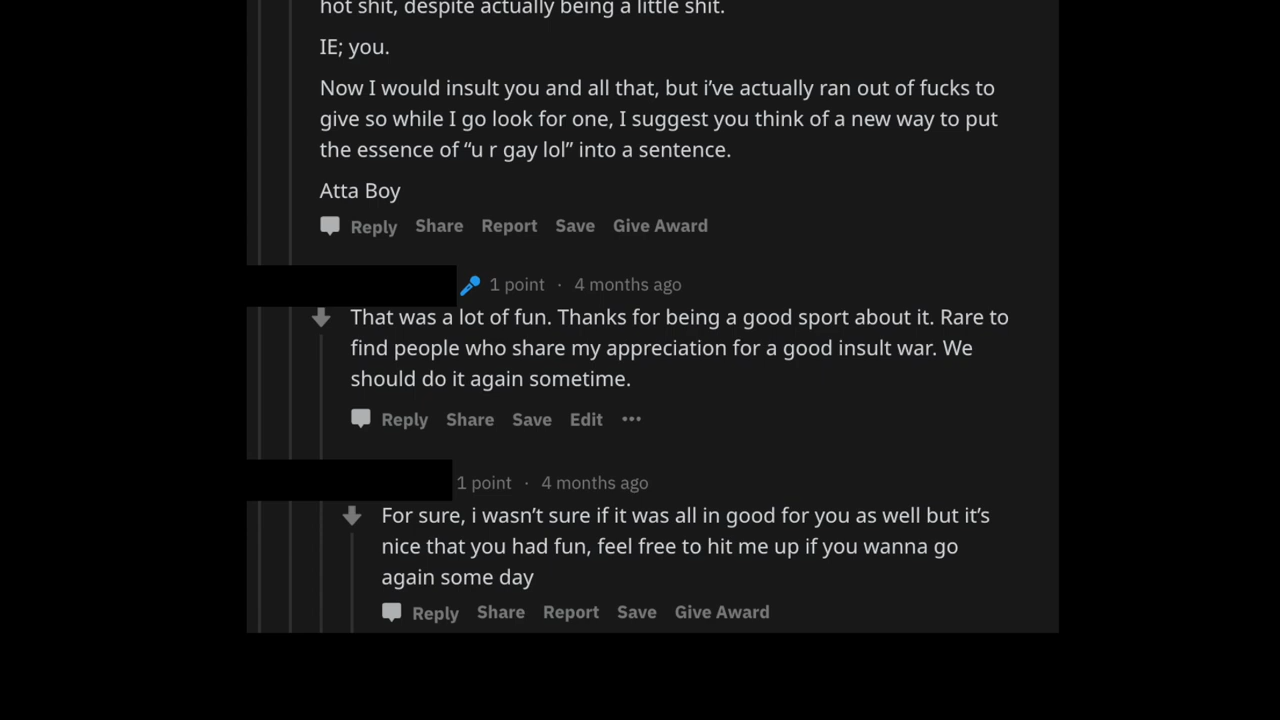 hot shit, despite actually being a little shit.
IE; you.
Now I would insult you and all that, but i’ve actually ran out of fucks to
give so while I go look for one, I suggest you think of a new way to put
the essence of “u r gay lol” into a sentence.
Atta Boy
Reply Share Report Save Give Award
1 point · 4 months ago
That was a lot of fun. Thanks for being a good sport about it. Rare to
find people who share my appreciation for a good insult war. We
should do it again sometime.
Reply Share Save Edit •••
1 point · 4 months ago
For sure, i wasn’t sure if it was all in good for you as well but it’s
nice that you had fun, feel free to hit me up if you wanna go
again some day
Reply Share Report Save Give Award